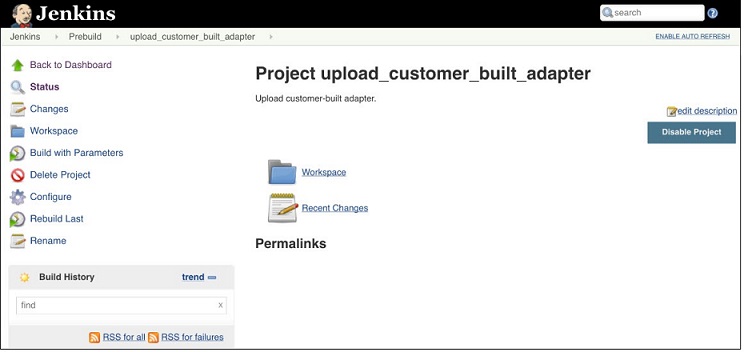 Jenkins
search
Jenkins Prebuild upload_customer_built_adapter
ENABLE AUTO REFRESH
Back to Dashboard
Status
Changes
Workspace
Build with Parameters
Delete Project
Configure
Rebuild Last
Rename
Build History trend
find x
RSS for all RSS for failures
Project upload_customer_built_adapter
Upload customer-built adapter.
edit description
Disable Project
Workspace
Recent Changes
Permalinks